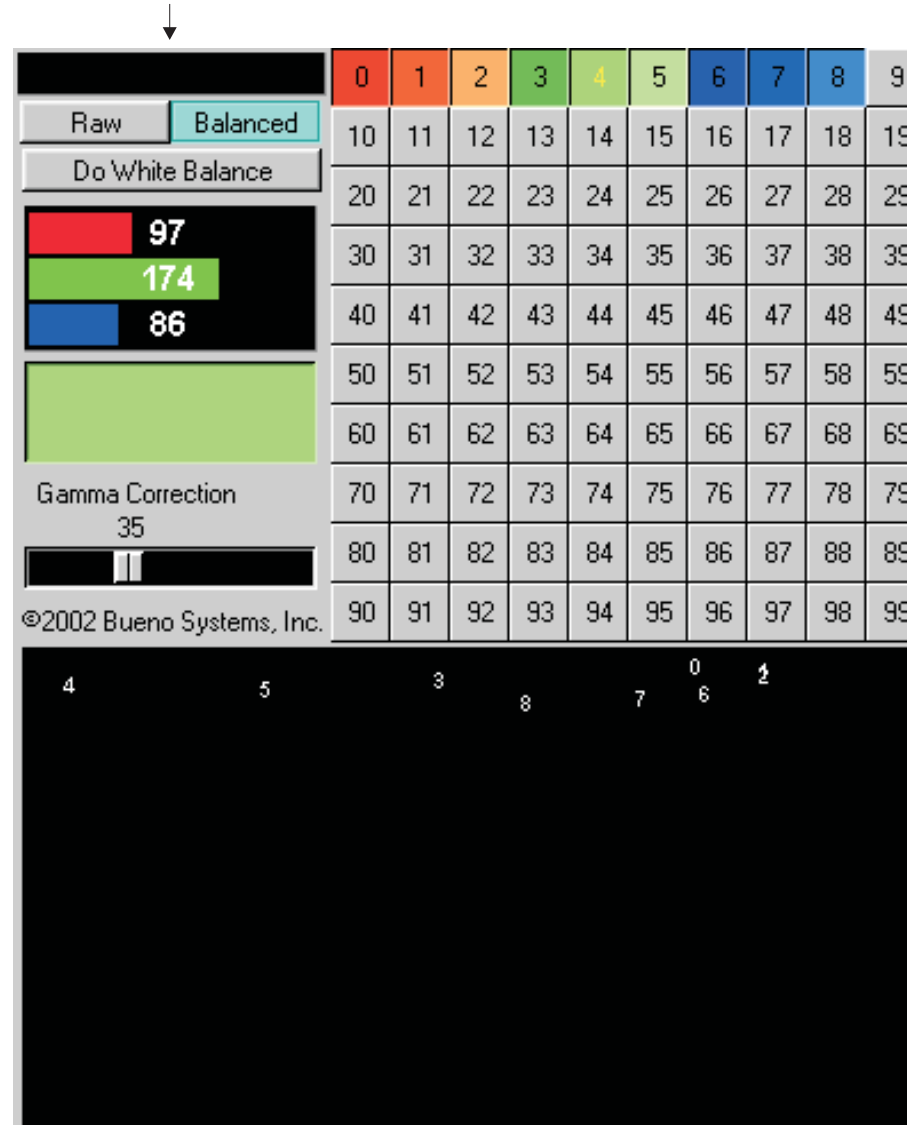 0 1 2 3 4 5 6 7 8 9
Raw Balanced
10 11 12 13 14 15 16 17 18
Do White Balance
20 21 22 23 24 25 26 27 28
97
30 31 32 33 34 35 36 37 38
174
86
40 41 42 43 44 45 46 47 48
50 51 52 53 54 55 56 57 58
60 61 62 63 64 65 66 67 68
Gamma Correction
70 71 72 73 74 75 76 77 78
35
80 81 82 83 84 85 86 87 88
©2002 Bueno Systems, Inc.
90 91 92 93 94 95 96 97 98
4 5 3 8 7 0 6 2